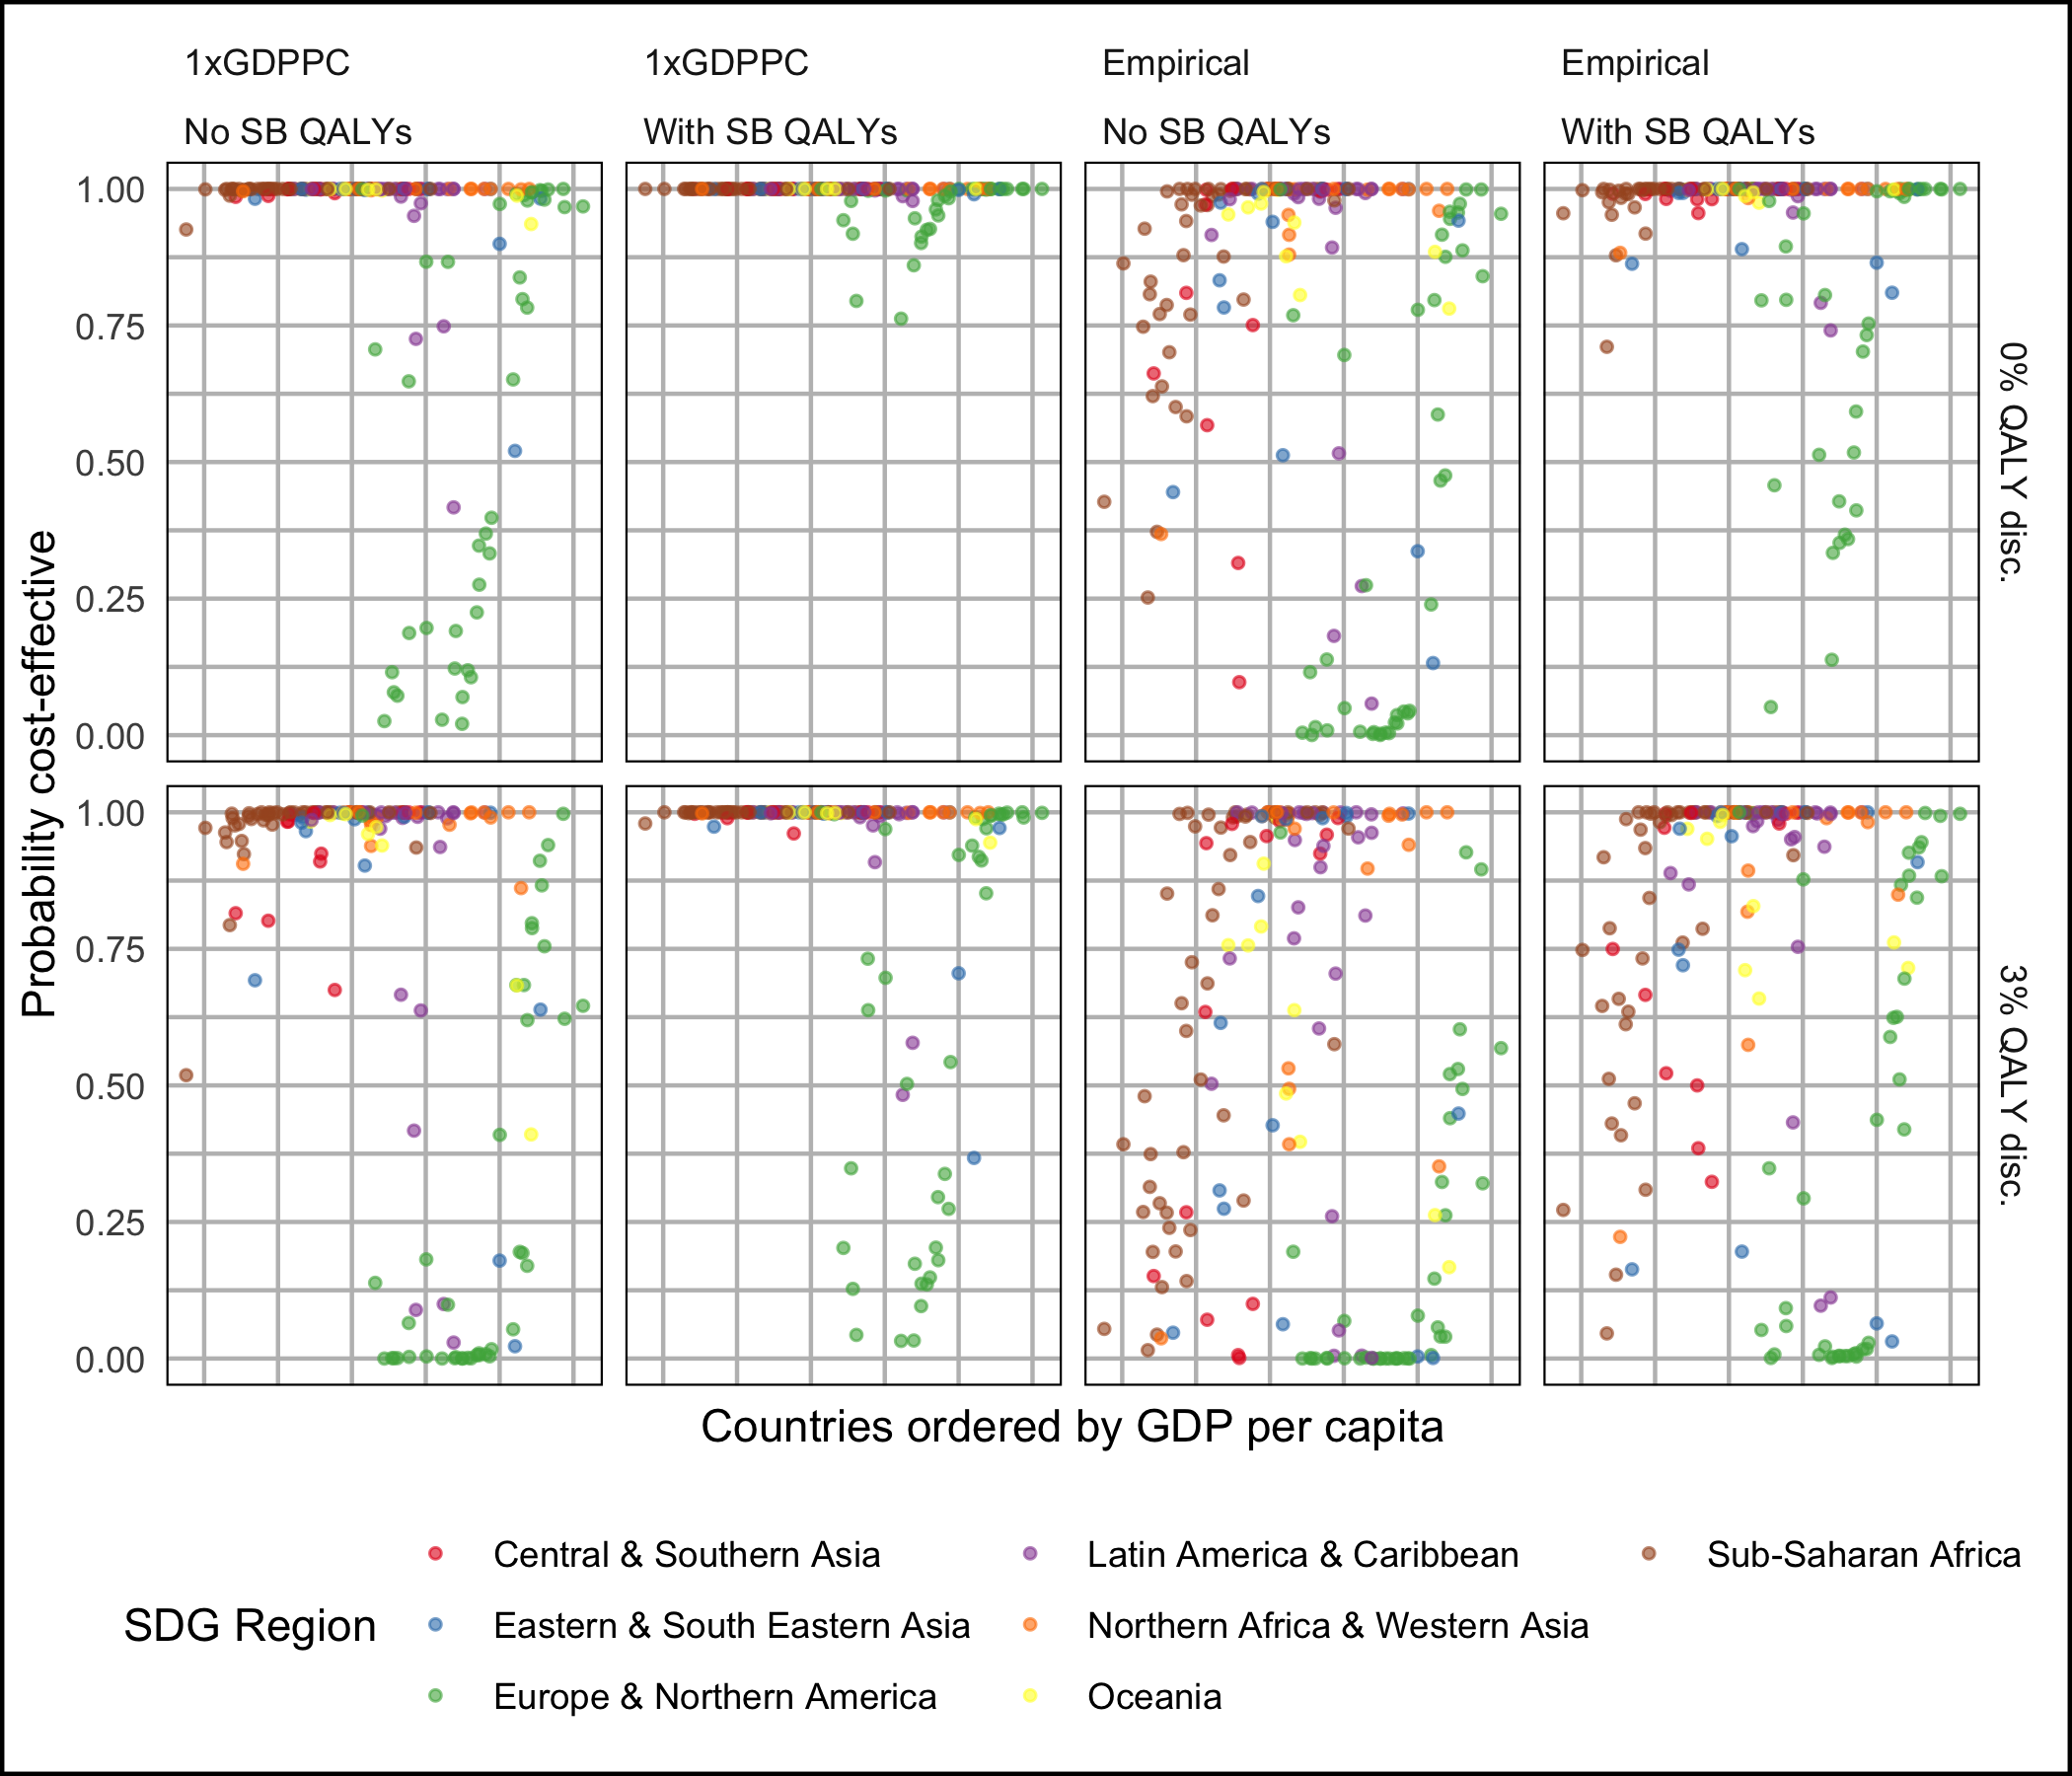 1xGDPPC 1xGDPPC Empirical Empirical
No SB QALYs With SB QALYs No SB QALYs With SB QALYs
Probability cost-effective
1.00
0.75
0.50
0.25
0.00
0% QALY disc.
1.00
0.75
0.50
0.25
0.00
3% QALY disc.
Countries ordered by GDP per capita
SDG Region
Central & Southern Asia
Eastern & South Eastern Asia
Europe & Northern America
Latin America & Caribbean
Northern Africa & Western Asia
Oceania
Sub-Saharan Africa